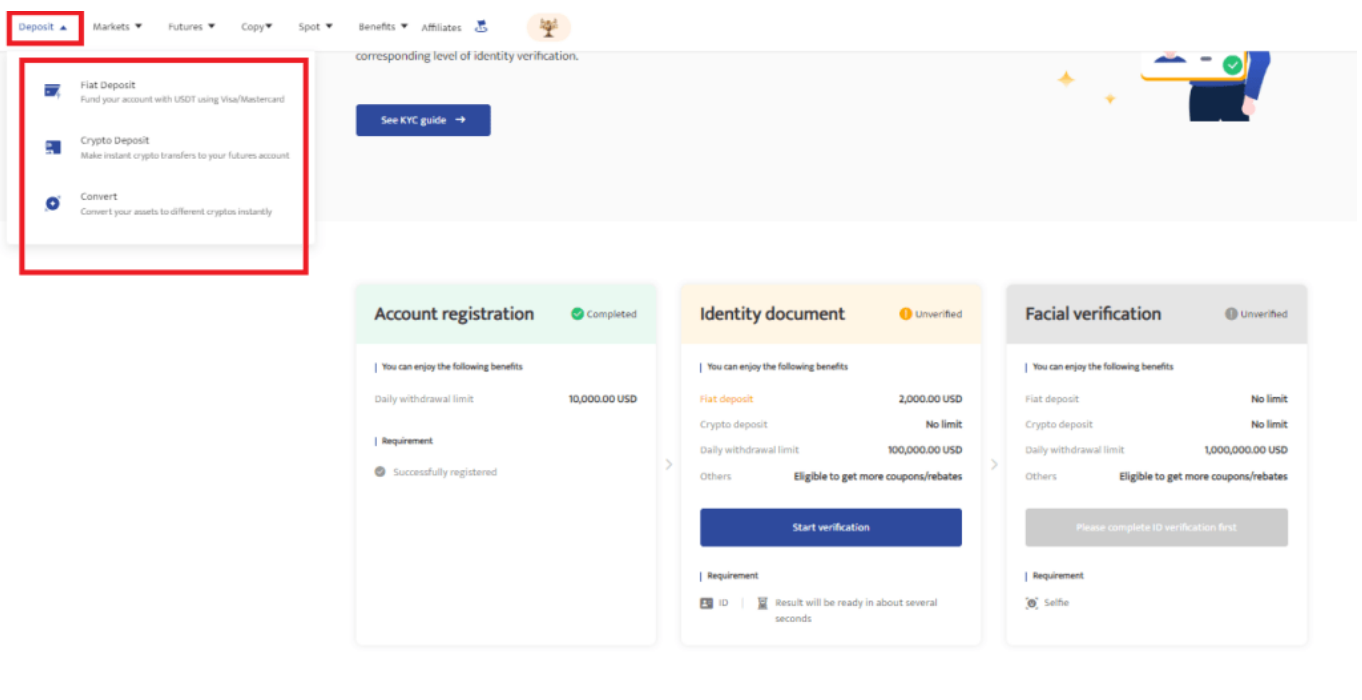 Deposit Markets Futures Copy Spot Benefits Affiliates
corresponding level of identity verification.
See KYC guide
Fiat Deposit
Fund your account with USDT using Visa/Mastercard
Crypto Deposit
Make instant crypto transfers to your futures account
Convert
Convert your assets to different cryptos instantly
Account registration Completed
You can enjoy the following benefits
Daily withdrawal limit 10,000.00 USD
Requirement
Successfully registered
Identity document Unverified
You can enjoy the following benefits
Fiat deposit 2,000.00 USD
Crypto deposit No limit
Daily withdrawal limit 100,000.00 USD
Others Eligible to get more coupons/rebates
Start verification
Requirement
ID
Result will be ready in about several
seconds
Facial verification Unverified
You can enjoy the following benefits
Fiat deposit No limit
Crypto deposit No limit
Daily withdrawal limit 1,000,000.00 USD
Others Eligible to get more coupons/rebates
Please complete ID verification first
Requirement
Selfie